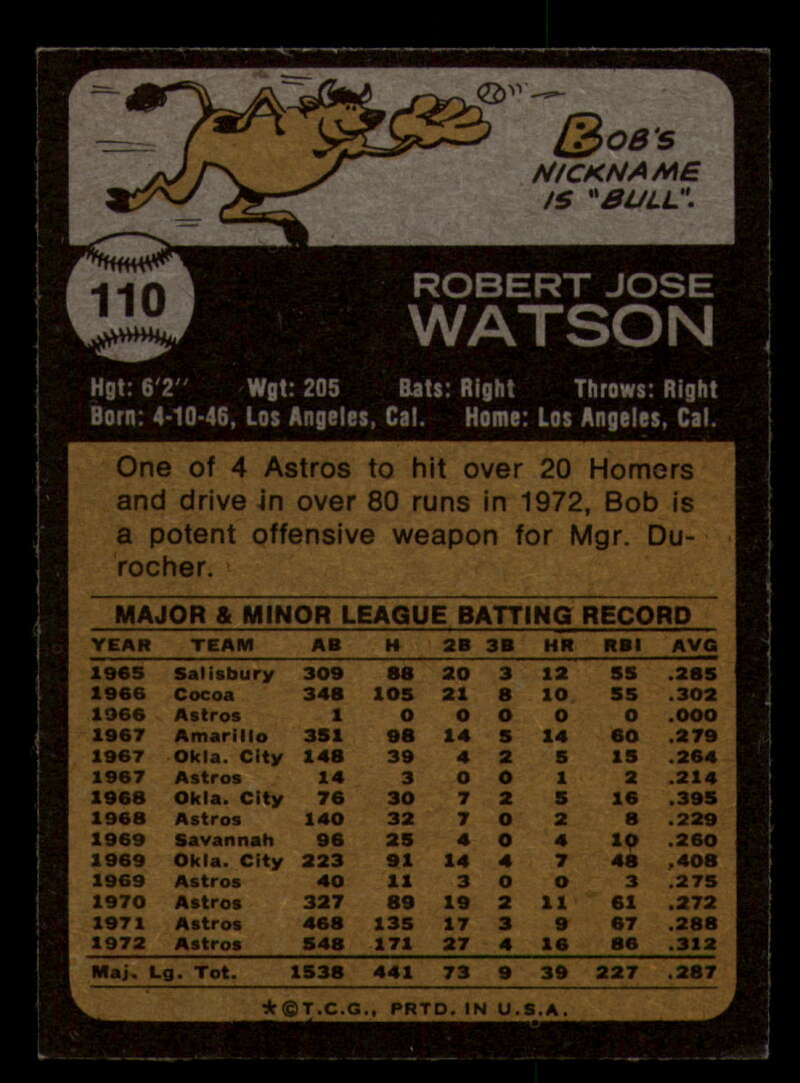 BOB'S
NICKNAME
IS "BULL".
110
ROBERT JOSE
WATSON
Hgt: 6'2" Wgt: 205 Bats: Right Throws: Right
Born: 4-10-46, Los Angeles, Cal. Home: Los Angeles, Cal.
One of 4 Astros to hit over 20 Homers
and drive in over 80 runs in 1972, Bob is
a potent offensive weapon for Mgr. Du-
rocher.
MAJOR & MINOR LEAGUE BATTING RECORD
YEAR TEAM AB H 2B 3B HR RBI AVG
1965 Salisbury 309 88 20 3 12 55 .285
1966 Cocoa 348 105 21 8 10 55 .302
1966 Astros 1 0 0 0 0 0 .000
1967 Amarillo 351 98 14 5 14 60 .279
1967 Okla. City 148 39 4 2 5 15 .264
1967 Astros 14 3 0 0 1 2 .214
1968 Okla. City 76 30 7 2 5 16 .395
1968 Astros 140 32 7 0 2 8 .229
1969 Savannah 96 25 4 0 4 10 .260
1969 Okla. City 223 91 14 4 7 48 .408
1969 Astros 40 11 3 0 0 3 .275
1970 Astros 327 89 19 2 11 61 .272
1971 Astros 468 135 17 3 9 67 .288
1972 Astros 548 171 27 4 16 86 .312
Maj. Lg. Tot. 1538 441 73 9 39 227 .287
*©T.C.G., PRTD. IN U.S.A.